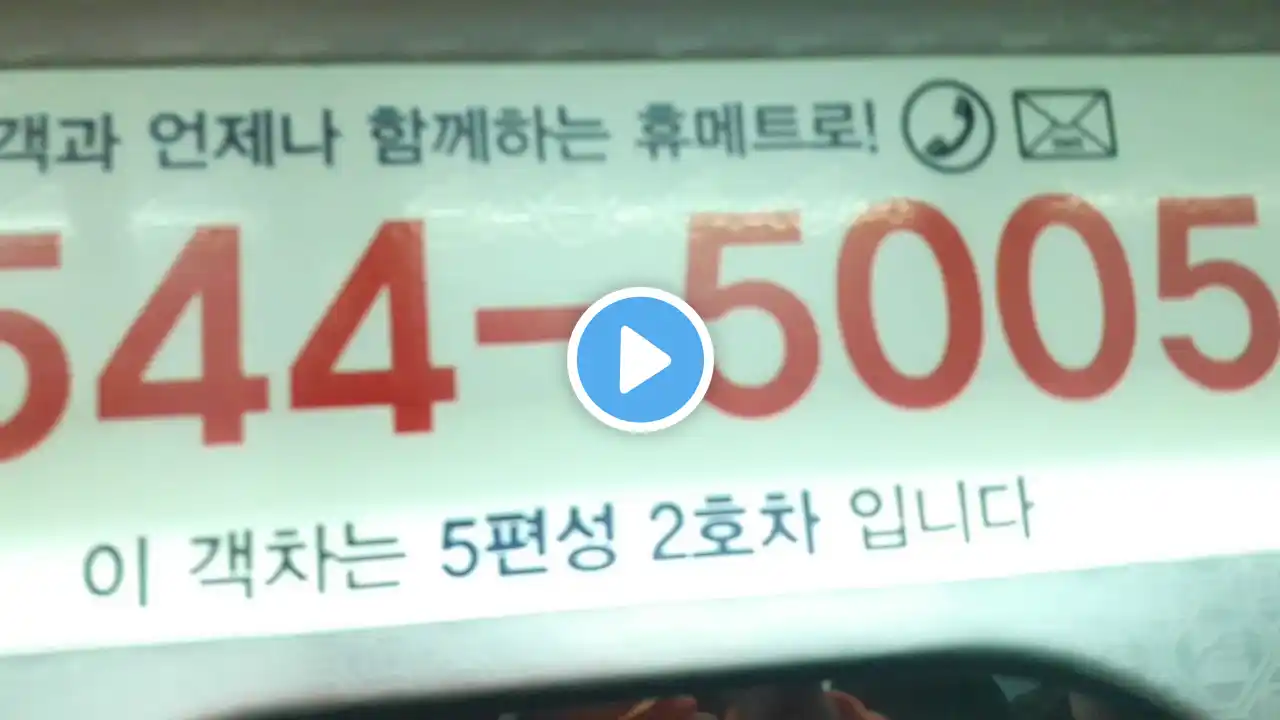 객과 언제나 함께하는 휴메트로!
544-5005
이 객차는 5편성 2호차 입니다